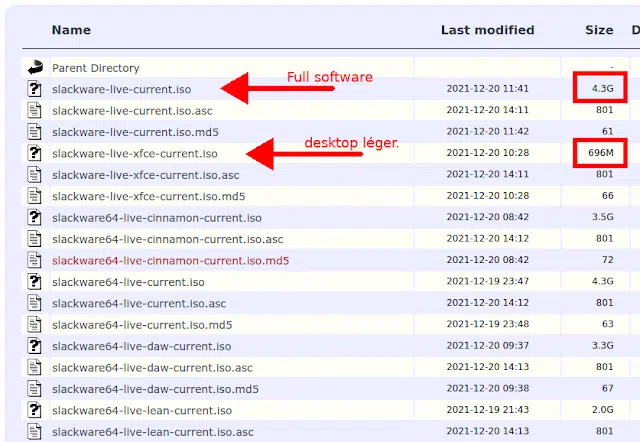 Name Last modified Size D
Parent Directory -
Full software
slackware-live-current.iso 2021-12-20 11:41 4.3G
slackware-live-current.iso.asc 2021-12-20 14:11 801
slackware-live-current.iso.md5 2021-12-20 11:42 61
desktop léger.
slackware-live-xfce-current.iso 2021-12-20 10:28 696M
slackware-live-xfce-current.iso.asc 2021-12-20 14:11 801
slackware-live-xfce-current.iso.md5 2021-12-20 10:28 66
slackware64-live-cinnamon-current.iso 2021-12-20 08:42 3.5G
slackware64-live-cinnamon-current.iso.asc 2021-12-20 14:12 801
slackware64-live-cinnamon-current.iso.md5 2021-12-20 08:42 72
slackware64-live-current.iso 2021-12-19 23:47 4.3G
slackware64-live-current.iso.asc 2021-12-20 14:12 801
slackware64-live-current.iso.md5 2021-12-19 23:48 63
slackware64-live-daw-current.iso 2021-12-20 09:37 3.3G
slackware64-live-daw-current.iso.asc 2021-12-20 14:13 801
slackware64-live-daw-current.iso.md5 2021-12-20 09:38 67
slackware64-live-lean-current.iso 2021-12-19 21:43 2.0G
slackware64-live-lean-current.iso.asc 2021-12-20 14:13 801